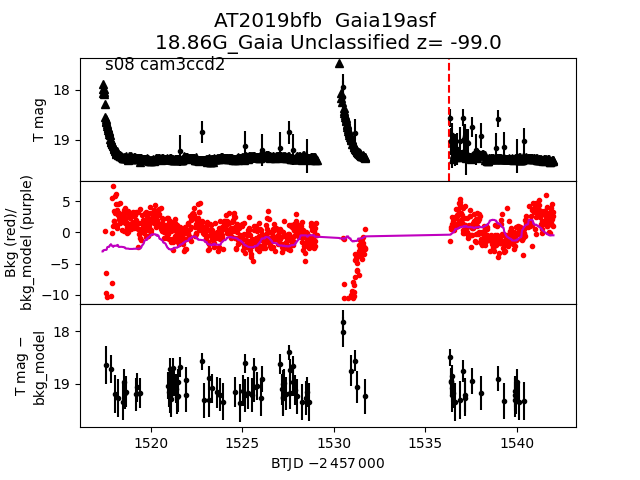 AT2019bfb  Gaia19asf
18.86G_Gaia Unclassified z= -99.0
s08 cam3ccd2
T mag
18
19
Bkg (red)/
bkg_model (purple)
5
0
−5
−10
T mag −
bkg_model
18
19
1520
1525
1530
1535
1540
BTJD −2 457 000